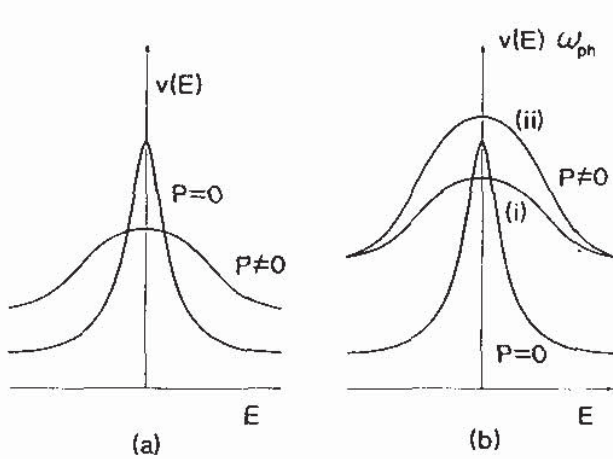 v(E)
P=0
P≠0
E
(a)
v(E) ω_ph
(ii)
P≠0
(i)
P=0
E
(b)